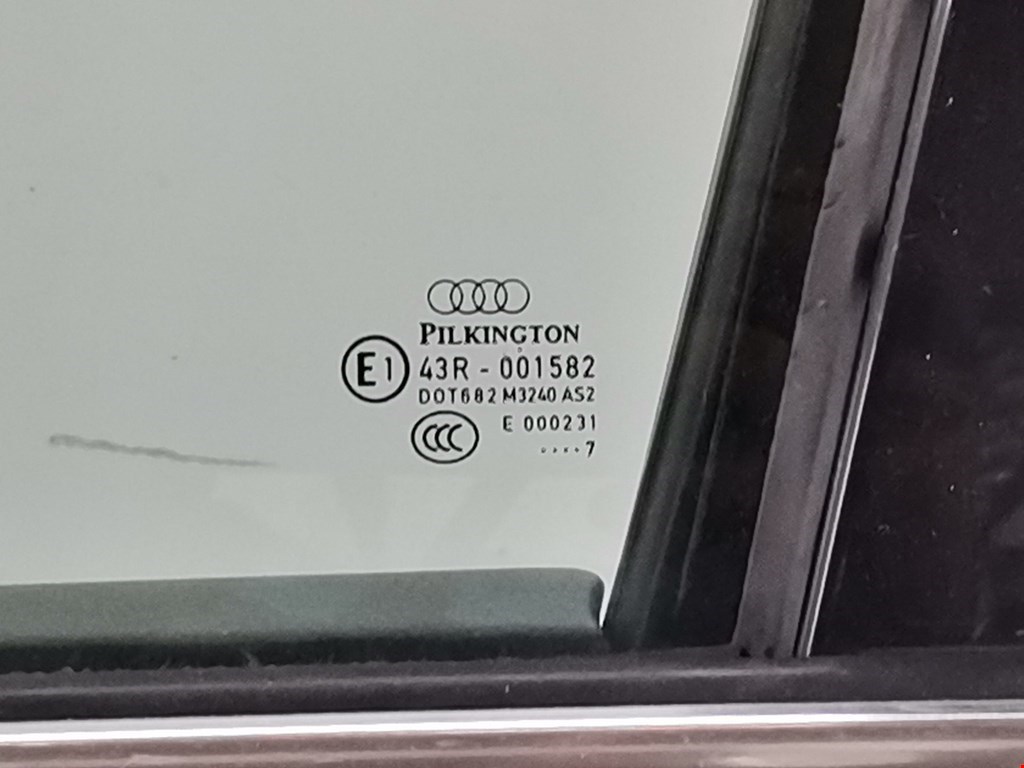 PILKINGTON
E1 43R - 001582
DOT682 M3240 AS2
CCC E 000231
....7